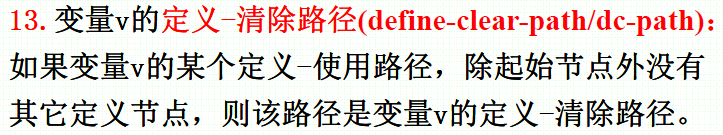 13. 变量v的定义-清除路径(define-clear-path/dc-path)：
如果变量v的某个定义-使用路径，除起始节点外没有
其它定义节点，则该路径是变量v的定义-清除路径。